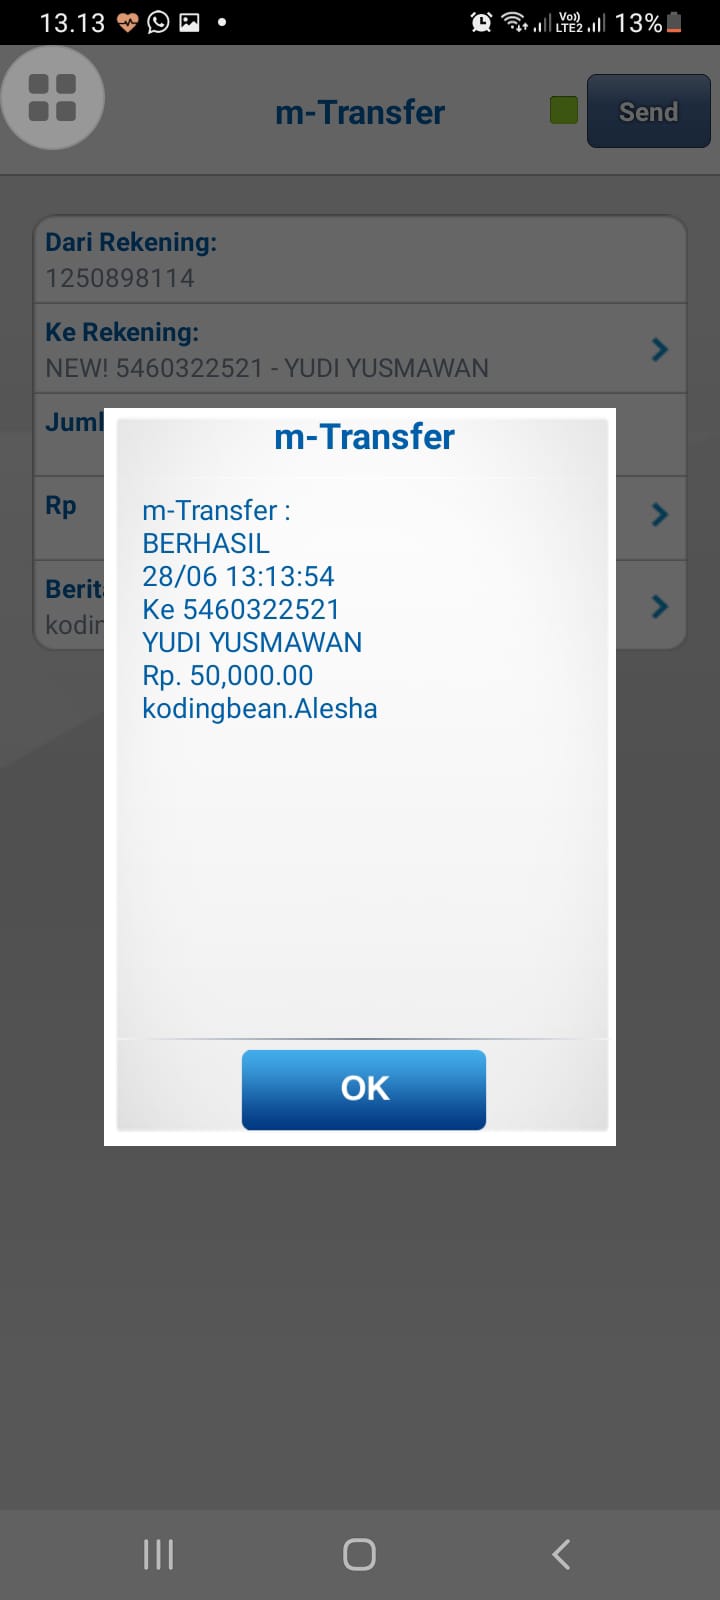 13.13
Vo))
LTE2
13%
m-Transfer
Send
Dari Rekening:
1250898114
Ke Rekening:
NEW! 5460322521 - YUDI YUSMAWAN
Juml
Rp
Berit
kodin
m-Transfer
m-Transfer :
BERHASIL
28/06 13:13:54
Ke 5460322521
YUDI YUSMAWAN
Rp. 50,000.00
kodingbean.Alesha
OK